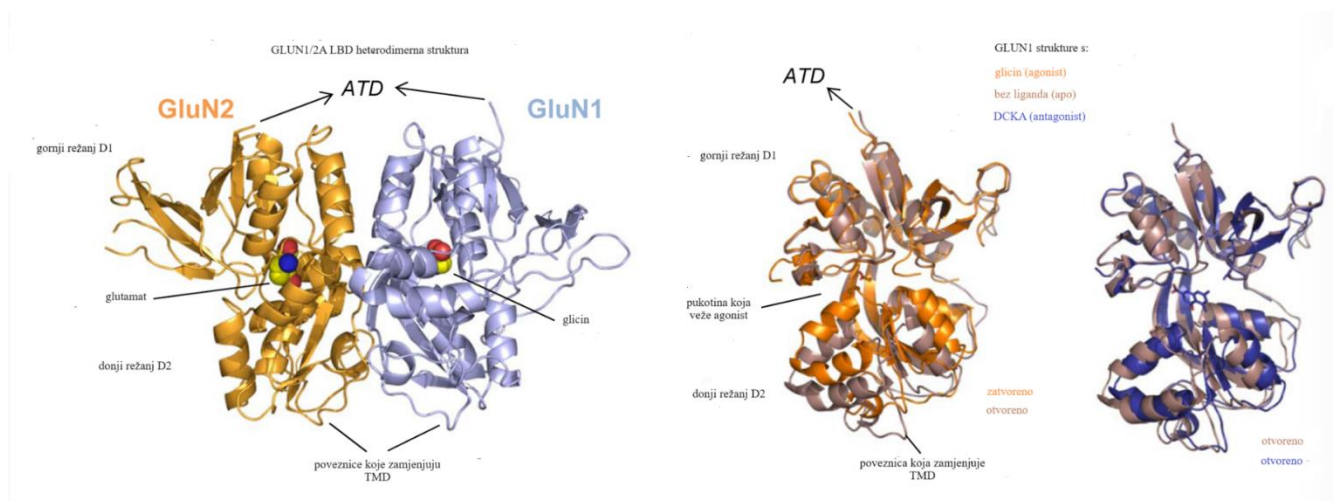 GLUN1/2A LBD heterodimerna struktura
ATD
GluN2
GluN1
gornji režanj D1
glutamat
glicin
donji režanj D2
poveznice koje zamjenjuju
TMD
GLUN1 strukture s:
glicin (agonist)
bez liganda (apo)
DCKA (antagonist)
ATD
gornji režanj D1
pukotina koja
veže agonist
donji režanj D2
zatvoreno
otvoreno
poveznica koja zamjenjuje
TMD
otvoreno
otvoreno